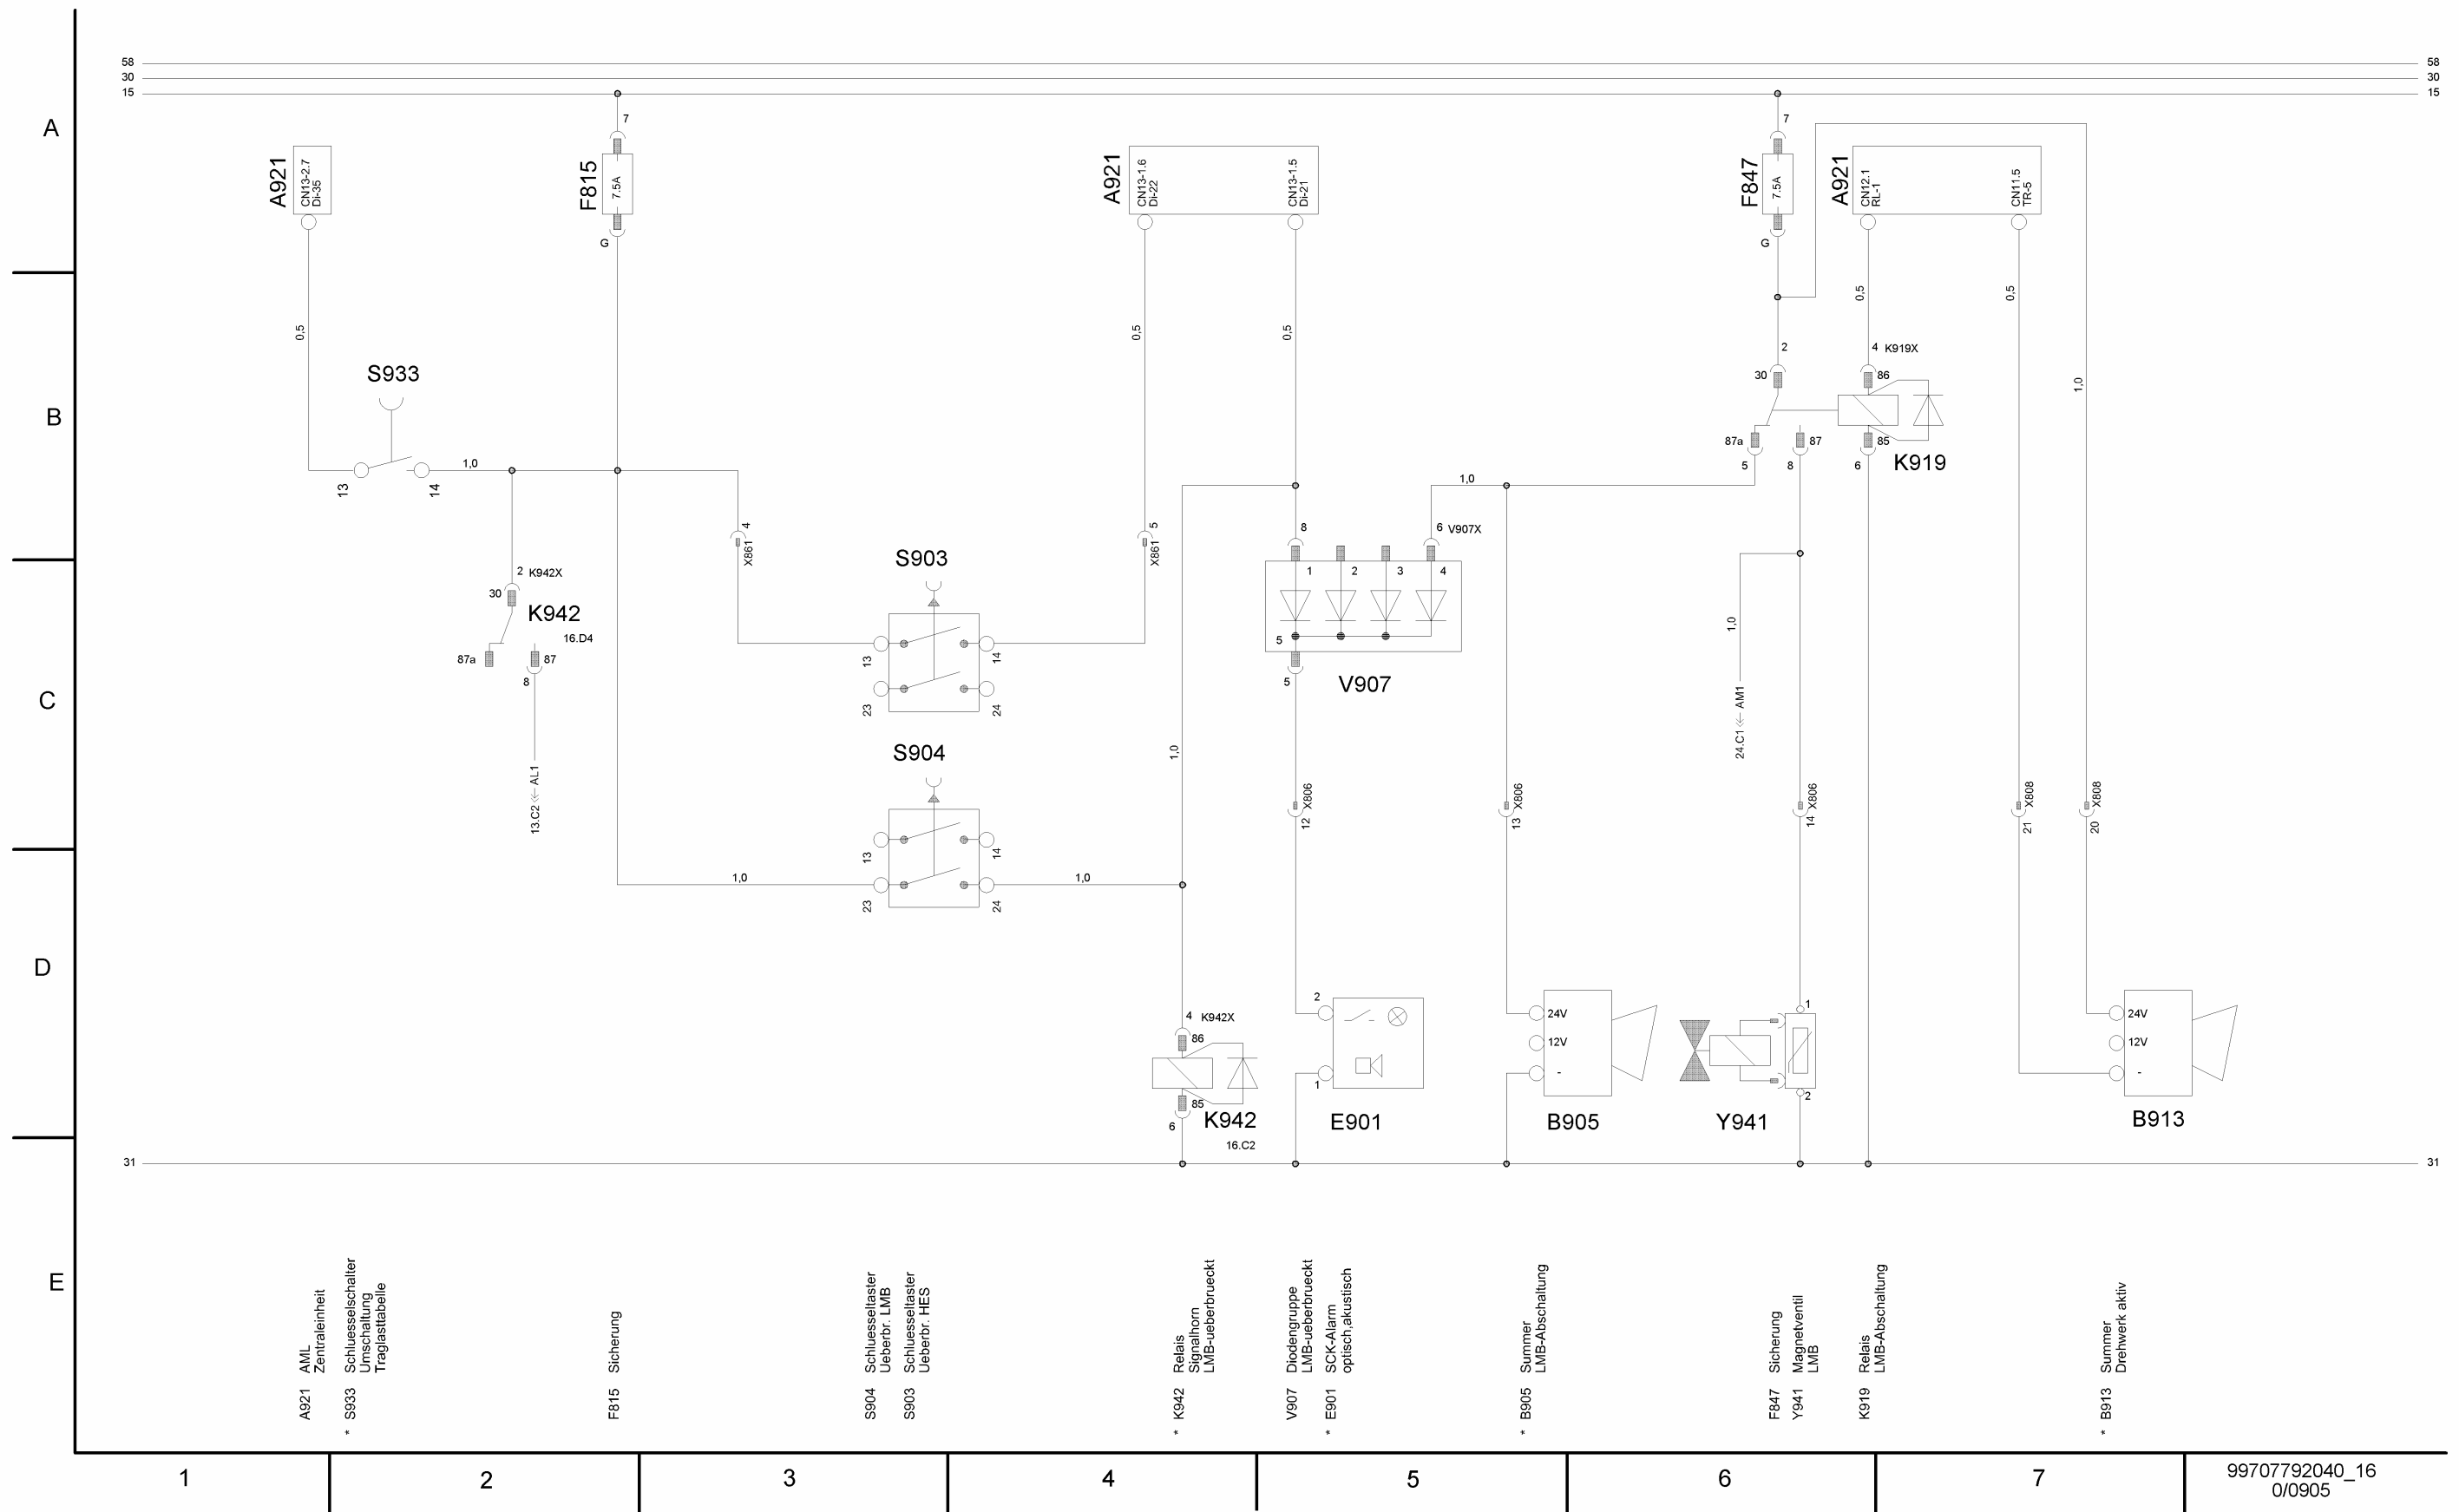 58
58
30
30
15
15
A
7
7
A921
CN13-2.7
Di-35
F815
7.5A
A921
CN13-1.6
Di-22
CN13-1.5
Di-21
F847
7.5A
A921
CN12.1
RL-1
CN11.5
TR-5
G
G
0,5
0,5
0,5
0,5
0,5
1,0
B
S933
2
4 K919X
30
86
87a
87
85
5
8
6
K919
13
14
1,0
1,0
4
X861
5
X861
8
6 V907X
S903
2 K942X
30
K942
16.D4
87a
87
8
13
14
23
24
1
2
3
4
5
5
V907
1,0
C
AM1
24.C1
S904
1,0
AL1
13.C2
X806
12
X806
13
X806
14
X808
21
X808
20
13
14
23
24
1,0
1,0
D
4 K942X
86
85
6
K942
16.C2
2
1
E901
24V
12V
-
B905
1
2
Y941
24V
12V
-
B913
31
31
E
A921 AML
Zentraleinheit
* S933 Schluesselschalter
Umschaltung
Traglasttabelle
F815 Sicherung
S904 Schluesseltaster
Ueberbr. LMB
S903 Schluesseltaster
Ueberbr. HES
* K942 Relais
Signalhorn
LMB-ueberbrueckt
V907 Diodengruppe
LMB-ueberbrueckt
* E901 SCK-Alarm
optisch,akustisch
* B905 Summer
LMB-Abschaltung
F847 Sicherung
Y941 Magnetventil
LMB
K919 Relais
LMB-Abschaltung
* B913 Summer
Drehwerk aktiv
1
2
3
4
5
6
7
99707792040_16
0/0905